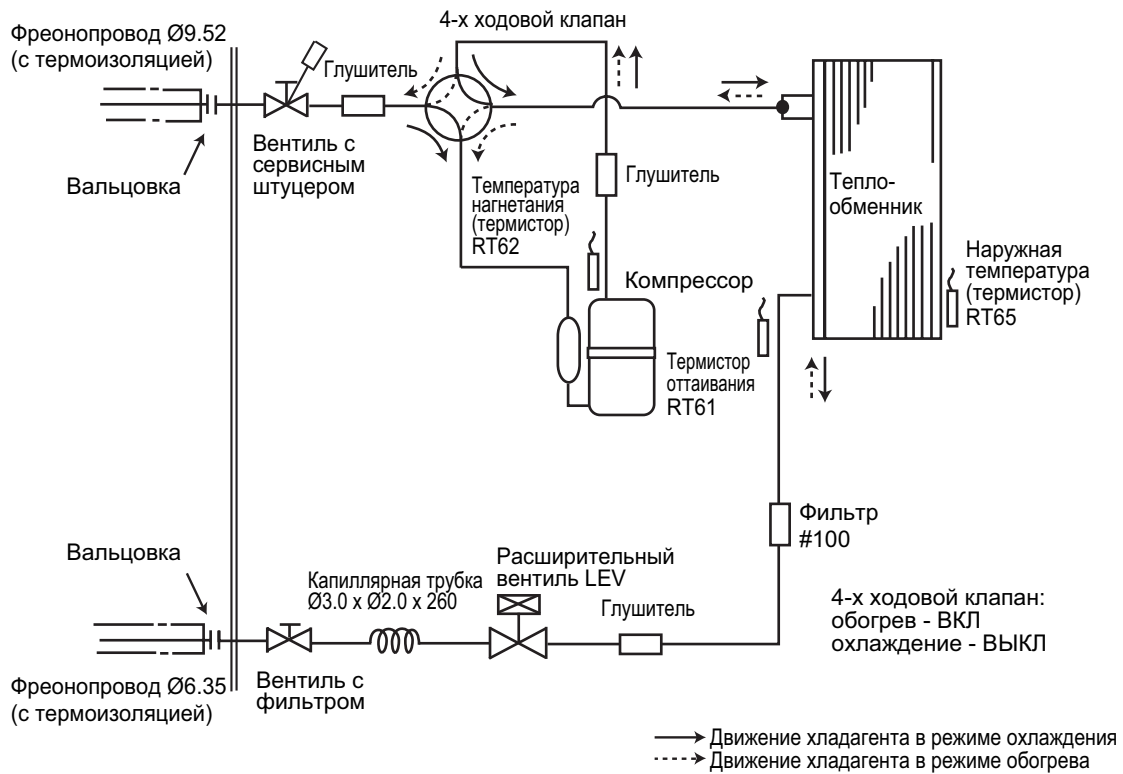 4-х ходовой клапан
Фреонопровод Ø9.52
(с термоизоляцией)
Глушитель
Вальцовка
Вентиль с
сервисным
штуцером
Температура
нагнетания
(термистор)
RT62
Глушитель
Тепло-
обменник
Компрессор
Наружная
температура
(термистор)
RT65
Термистор
оттаивания
RT61
Фильтр
#100
Вальцовка
Капиллярная трубка
Ø3.0 x Ø2.0 x 260
Расширительный
вентиль LEV
Глушитель
4-х ходовой клапан:
обогрев - ВКЛ
охлаждение - ВЫКЛ
Фреонопровод Ø6.35
(с термоизоляцией)
Вентиль с
фильтром
Движение хладагента в режиме охлаждения
Движение хладагента в режиме обогрева